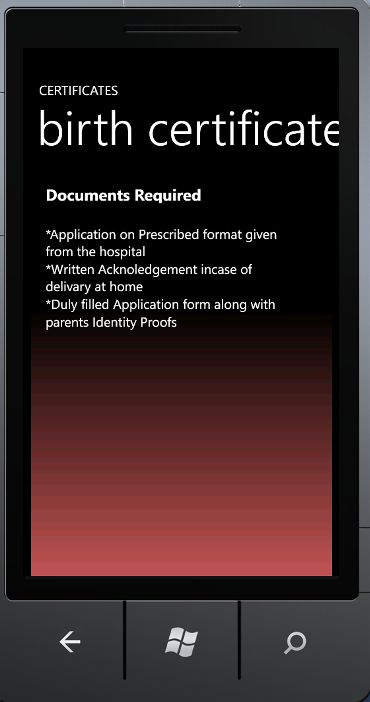 CERTIFICATES
birth certificate
Documents Required
*Application on Prescribed format given
from the hospital
*Written Acknoledgement incase of
delivary at home
*Duly filled Application form along with
parents Identity Proofs